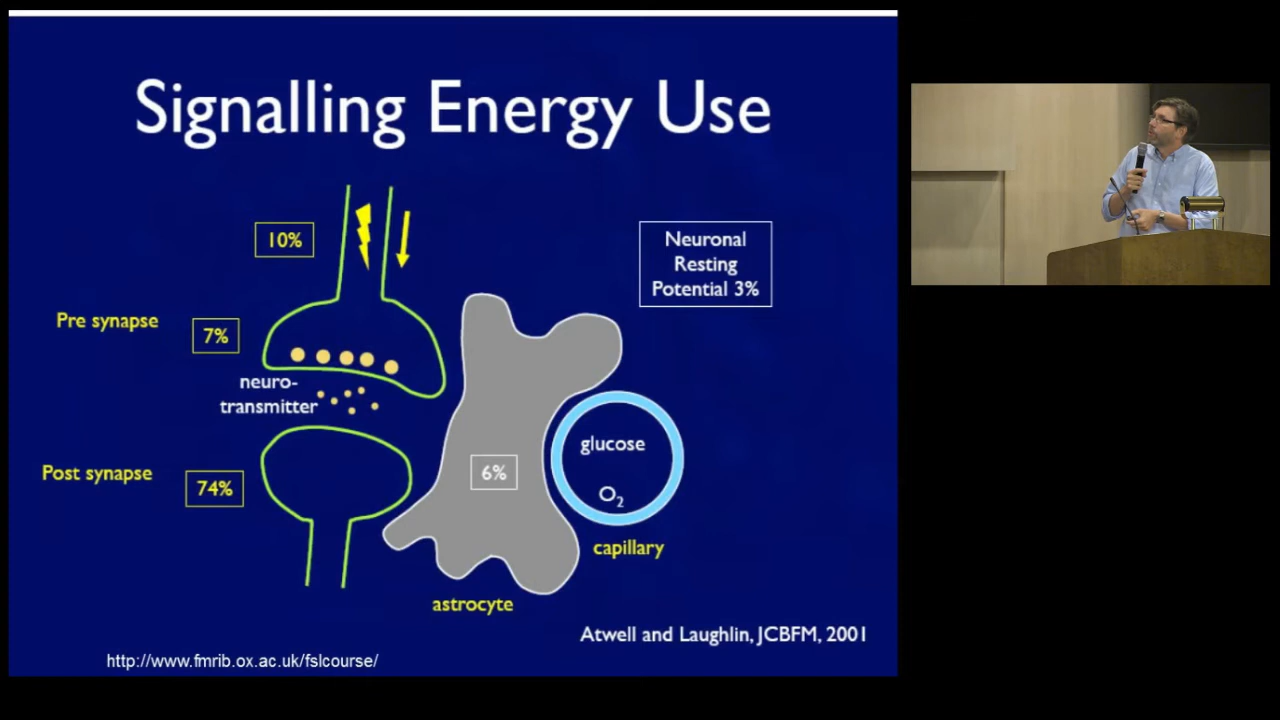 Signalling Energy Use
10%
Neuronal
Resting
Potential 3%
Pre synapse
7%
neuro-
transmitter
Post synapse
74%
6%
glucose
O₂
capillary
astrocyte
Atwell and Laughlin, JCBFM, 2001
http://www.fmrib.ox.ac.uk/fslcourse/